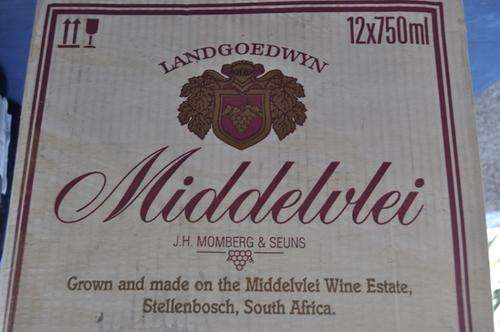 12x750ml
LANDGOEDWYN
Middelvlei
J.H. MOMBERG & SEUNS
Grown and made on the Middelvlei Wine Estate,
Stellenbosch, South Africa.